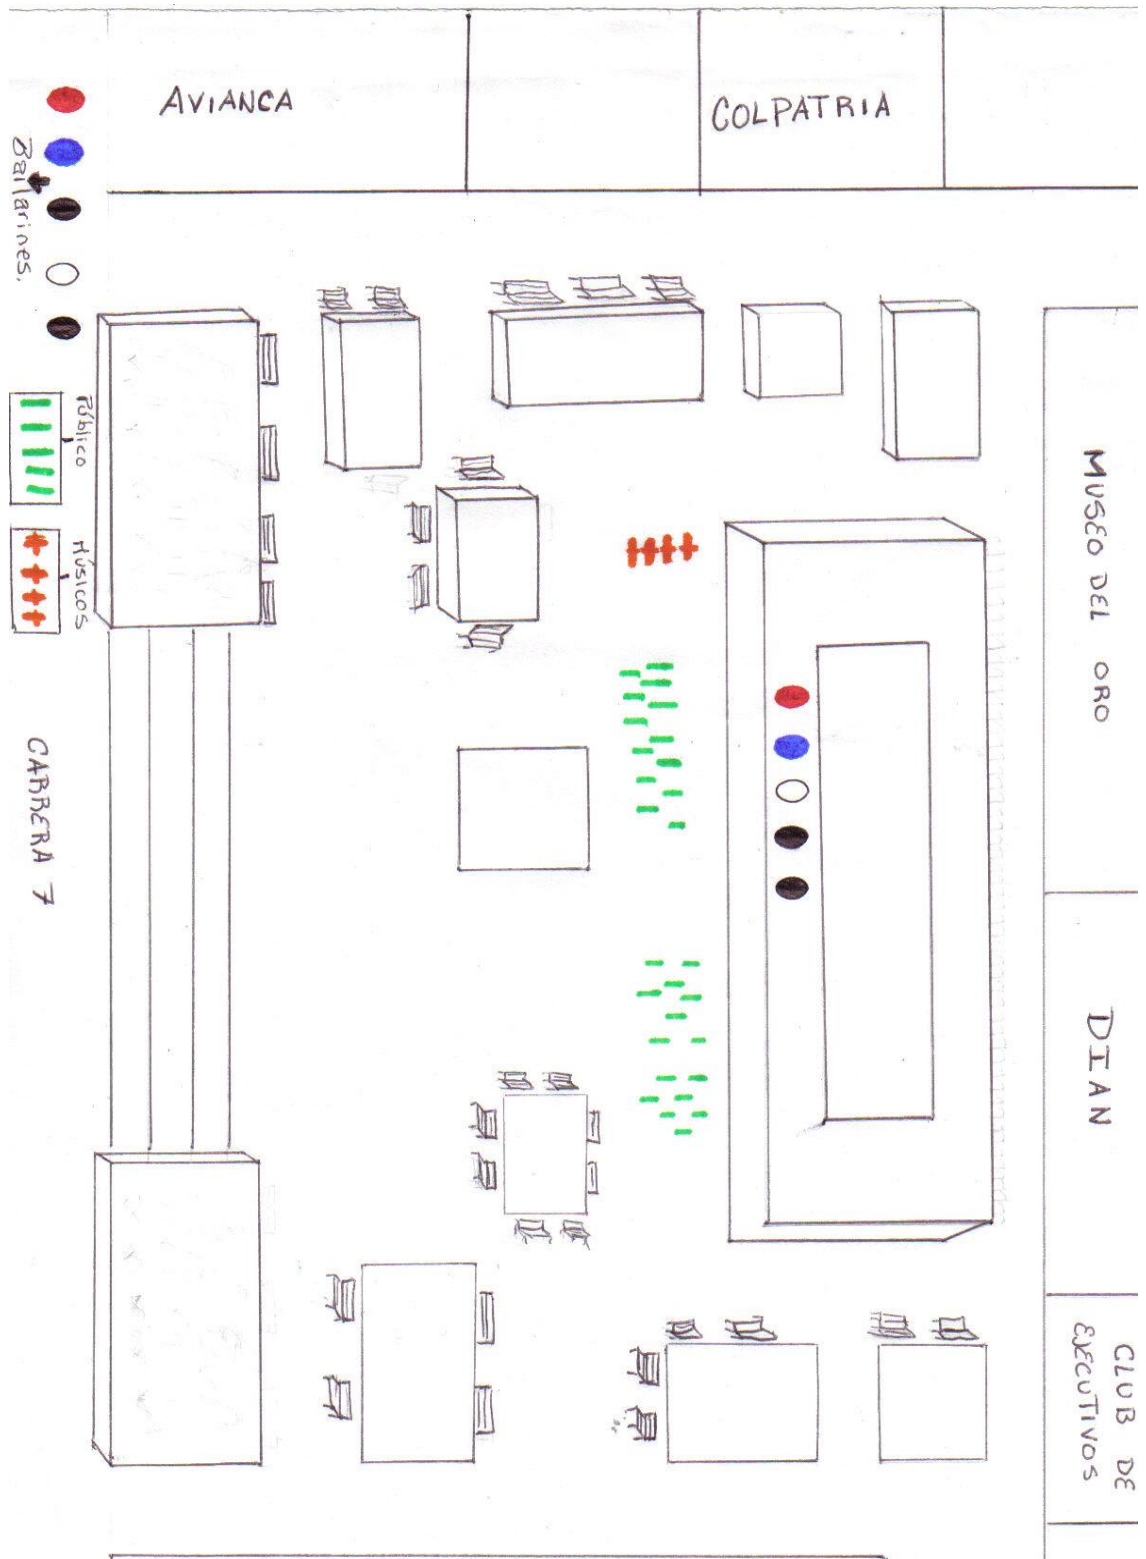 AVIANCA
COLPATRIA
MUSEO DEL ORO
DIAN
CLUB DE
EJECUTIVOS
Bailarines.
Público
Músicos
CARRERA 7